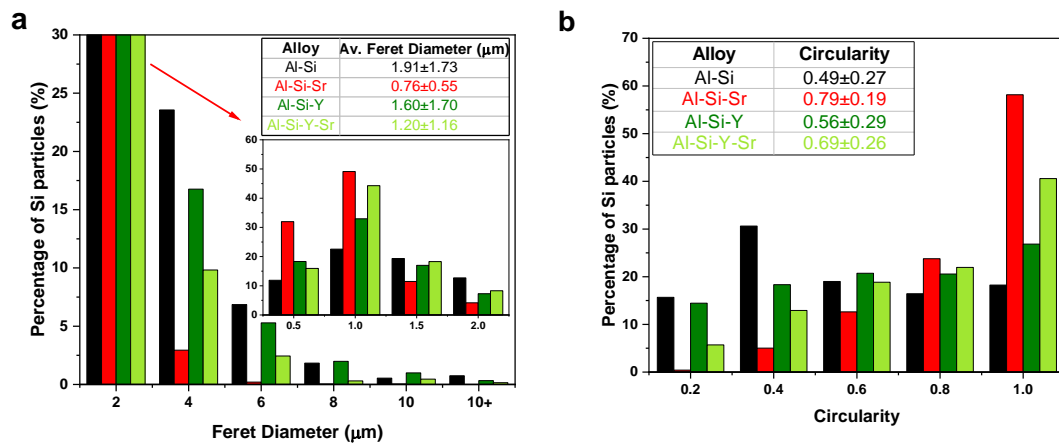 a
Percentage of Si particles (%)
30
25
20
15
10
5
0
Alloy Av. Feret Diameter (μm)
Al-Si 1.91±1.73
Al-Si-Sr 0.76±0.55
Al-Si-Y 1.60±1.70
Al-Si-Y-Sr 1.20±1.16
60
50
40
30
20
10
0
0.5 1.0 1.5 2.0
2 4 6 8 10 10+
Feret Diameter (μm)
b
Percentage of Si particles (%)
70
60
50
40
30
20
10
0
Alloy Circularity
Al-Si 0.49±0.27
Al-Si-Sr 0.79±0.19
Al-Si-Y 0.56±0.29
Al-Si-Y-Sr 0.69±0.26
0.2 0.4 0.6 0.8 1.0
Circularity